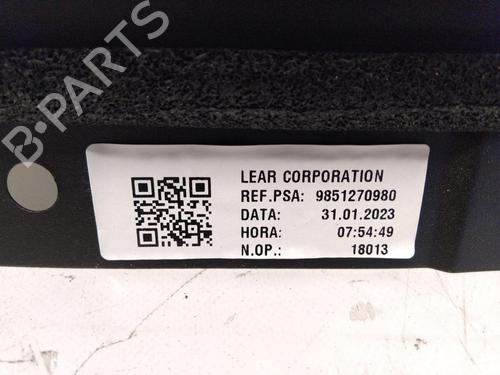 B-PARTS
LEAR CORPORATION
REF.PSA: 9851270980
DATA: 31.01.2023
HORA: 07:54:49
N.OP.: 18013